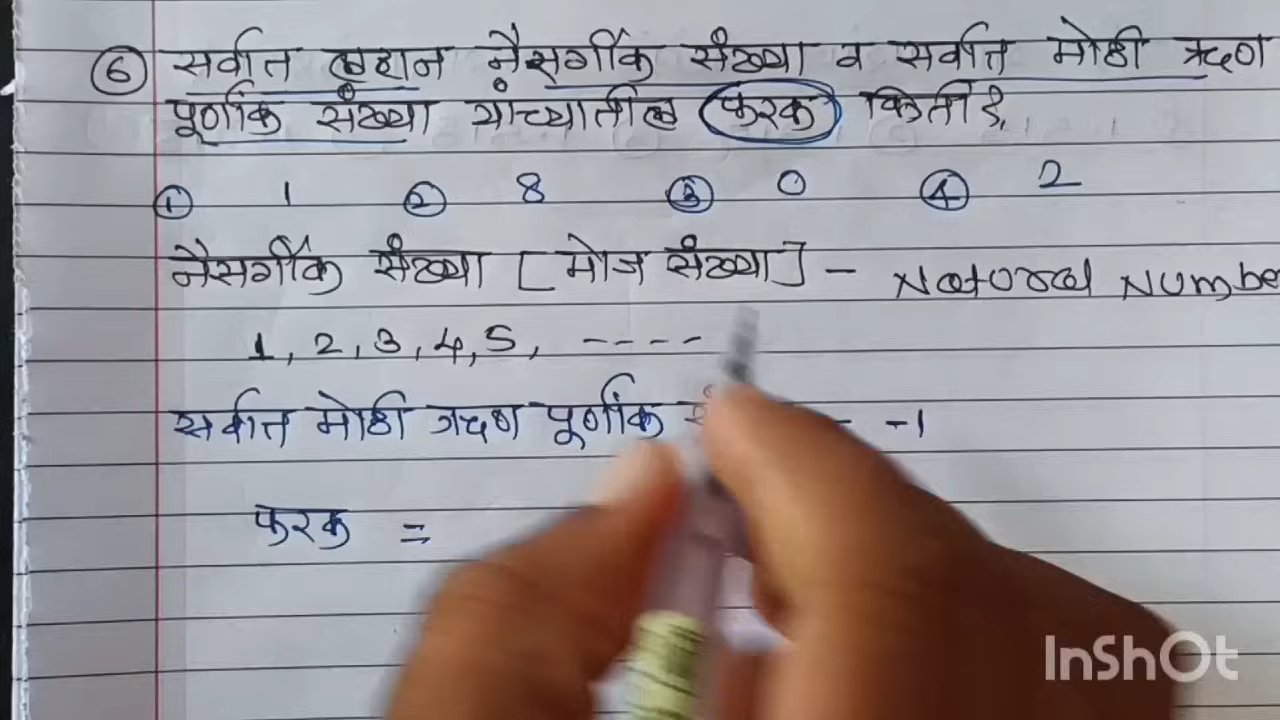 ⑥ सर्वात लहान नैसर्गीक संख्या व सर्वात मोठी ऋण
पूर्णांक संख्या यांच्यातील फरक किती?
① 1 ② 8 ③ 0 ④ 2
नैसर्गीक संख्या [मोज संख्या] – Natural Numbe
1, 2, 3, 4, 5, ----
सर्वात मोठी ऋण पूर्णांक - -1
फरक =
InShOt